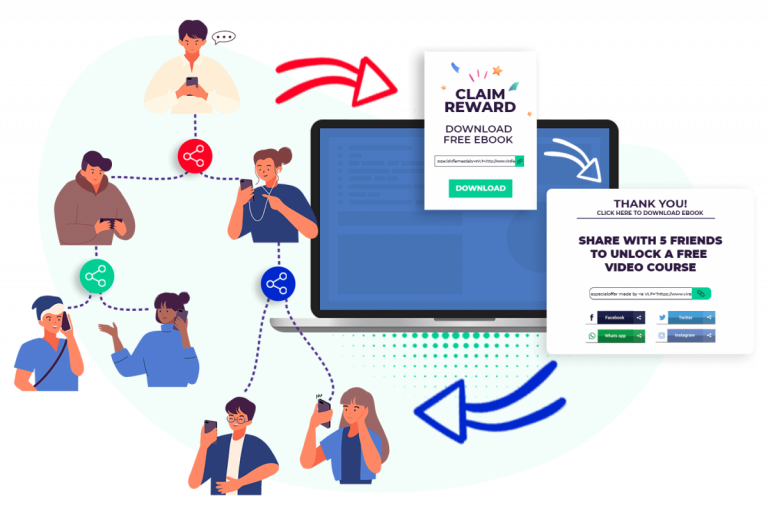 CLAIM
REWARD
DOWNLOAD
FREE EBOOK
DOWNLOAD
THANK YOU!
CLICK HERE TO DOWNLOAD EBOOK
SHARE WITH 5 FRIENDS
TO UNLOCK A FREE
VIDEO COURSE
Facebook
Twitter
Whats app
Instagram